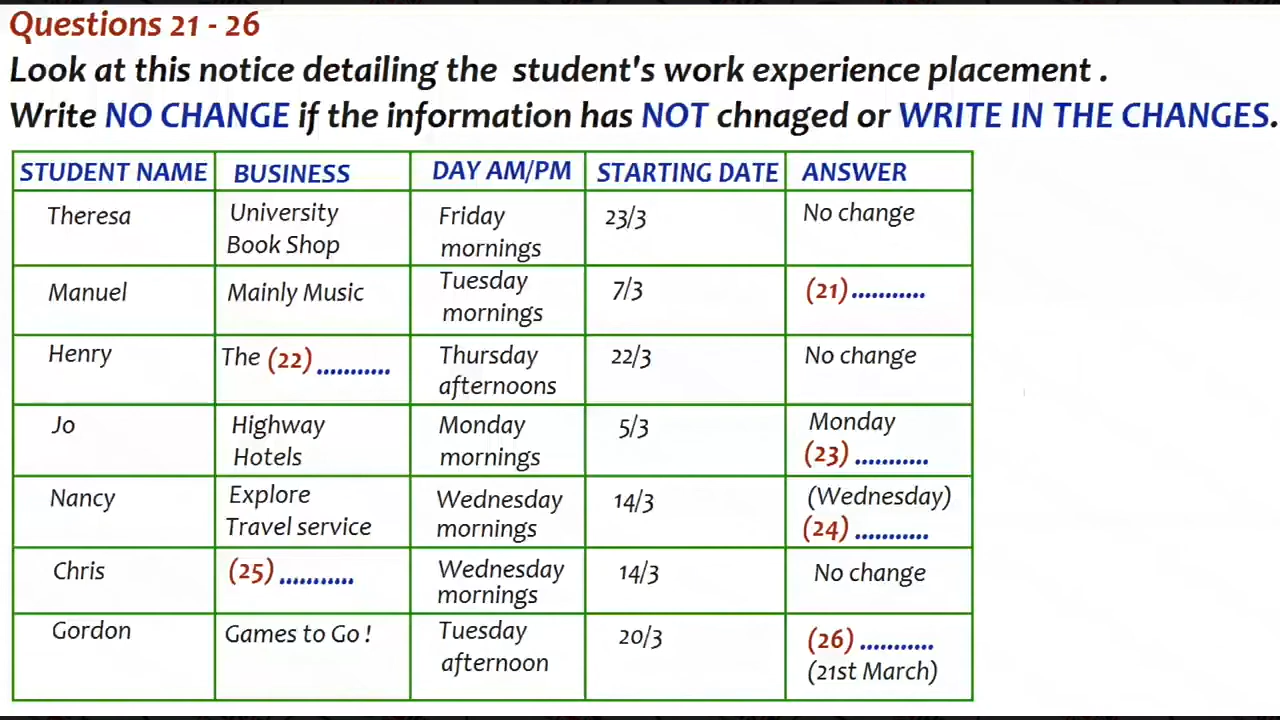 Questions 21 - 26
Look at this notice detailing the student's work experience placement .
Write NO CHANGE if the information has NOT chnaged or WRITE IN THE CHANGES.
STUDENT NAME BUSINESS DAY AM/PM STARTING DATE ANSWER
Theresa University Book Shop Friday mornings 23/3 No change
Manuel Mainly Music Tuesday mornings 7/3 (21) ...........
Henry The (22) ........... Thursday afternoons 22/3 No change
Jo Highway Hotels Monday mornings 5/3 Monday (23) ...........
Nancy Explore Travel service Wednesday mornings 14/3 (Wednesday) (24) ...........
Chris (25) ........... Wednesday mornings 14/3 No change
Gordon Games to Go ! Tuesday afternoon 20/3 (26) ........... (21st March)